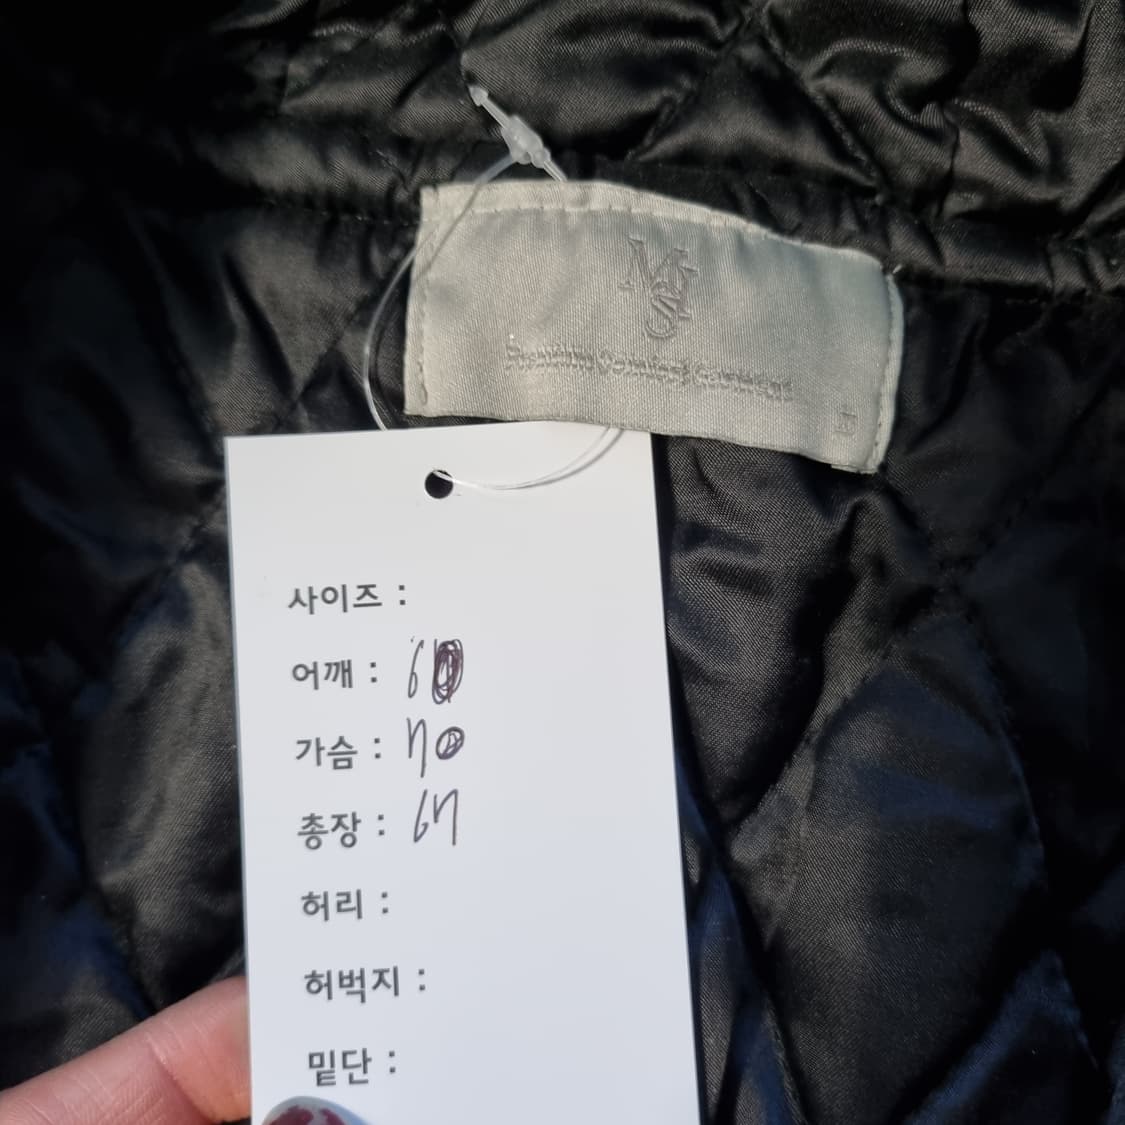 사이즈 :
어깨 : 60
가슴 : 70
총장 : 67
허리 :
허벅지 :
밑단 :